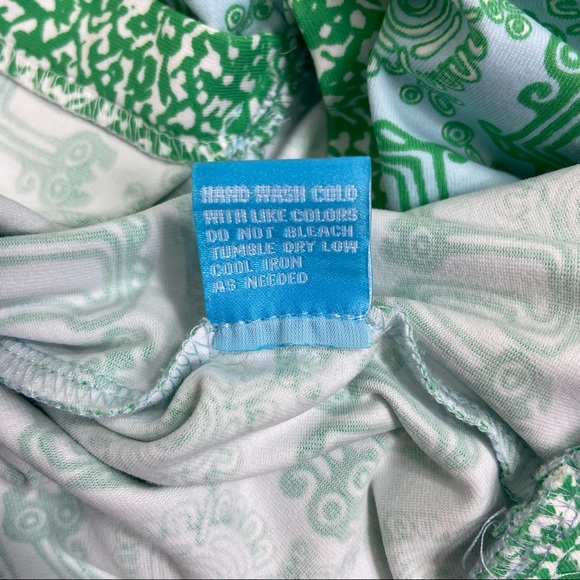 HAND WASH COLD
WITH LIKE COLORS
DO NOT BLEACH
TUMBLE DRY LOW
COOL IRON
AS NEEDED